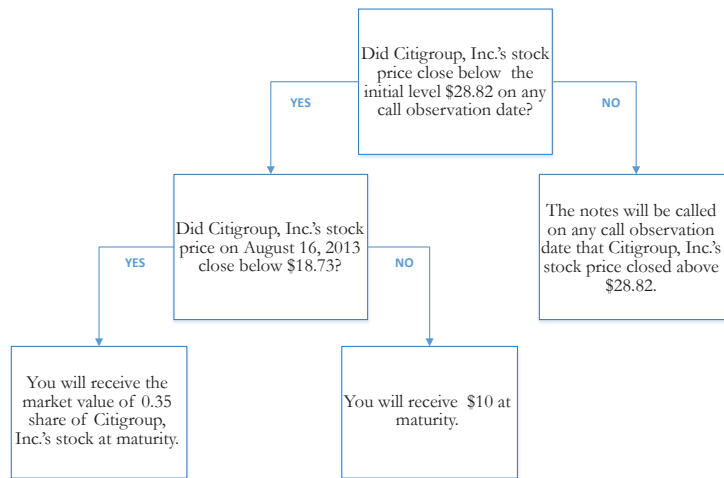 Did Citigroup, Inc.'s stock
price close below the
initial level $28.82 on any
call observation date?
YES
NO
Did Citigroup, Inc.'s stock
price on August 16, 2013
close below $18.73?
The notes will be called
on any call observation
date that Citigroup, Inc.'s
stock price closed above
$28.82.
YES
NO
You will receive the
market value of 0.35
share of Citigroup,
Inc.'s stock at maturity.
You will receive $10 at
maturity.